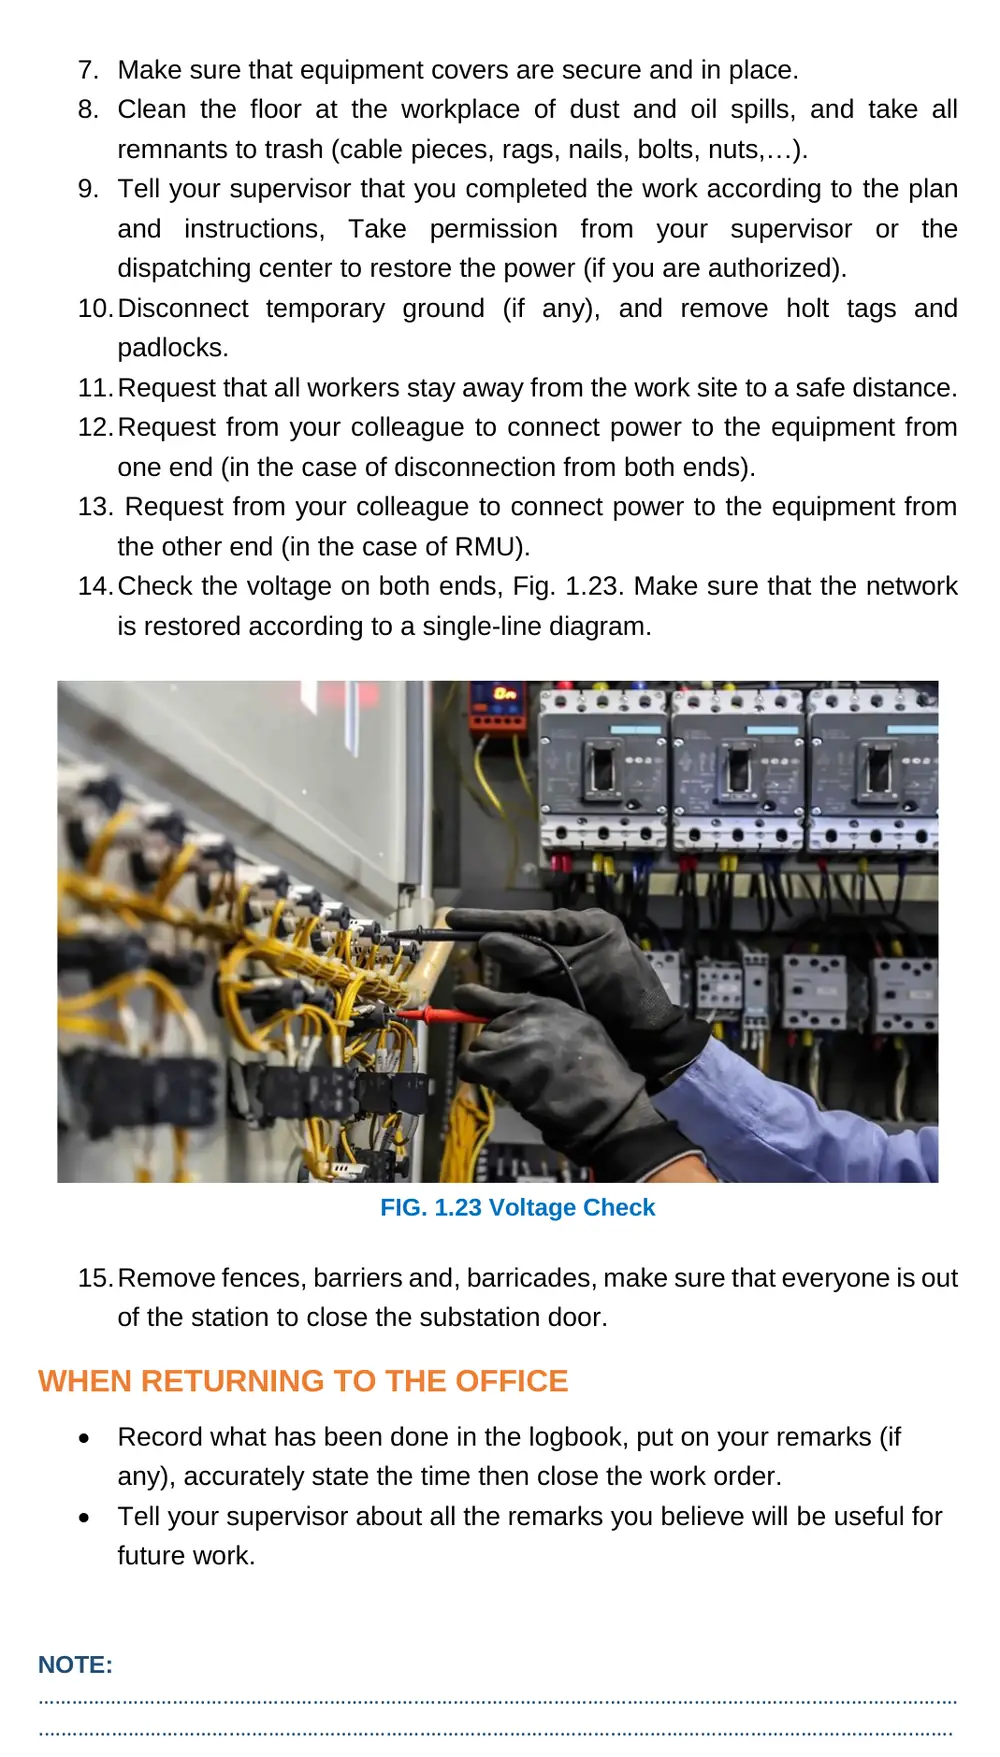 7. Make sure that equipment covers are secure and in place.
8. Clean the floor at the workplace of dust and oil spills, and take all
remnants to trash (cable pieces, rags, nails, bolts, nuts,…).
9. Tell your supervisor that you completed the work according to the plan
and instructions, Take permission from your supervisor or the
dispatching center to restore the power (if you are authorized).
10. Disconnect temporary ground (if any), and remove holt tags and
padlocks.
11. Request that all workers stay away from the work site to a safe distance.
12. Request from your colleague to connect power to the equipment from
one end (in the case of disconnection from both ends).
13. Request from your colleague to connect power to the equipment from
the other end (in the case of RMU).
14. Check the voltage on both ends, Fig. 1.23. Make sure that the network
is restored according to a single-line diagram.
FIG. 1.23 Voltage Check
15. Remove fences, barriers and, barricades, make sure that everyone is out
of the station to close the substation door.
WHEN RETURNING TO THE OFFICE
• Record what has been done in the logbook, put on your remarks (if
any), accurately state the time then close the work order.
• Tell your supervisor about all the remarks you believe will be useful for
future work.
NOTE: